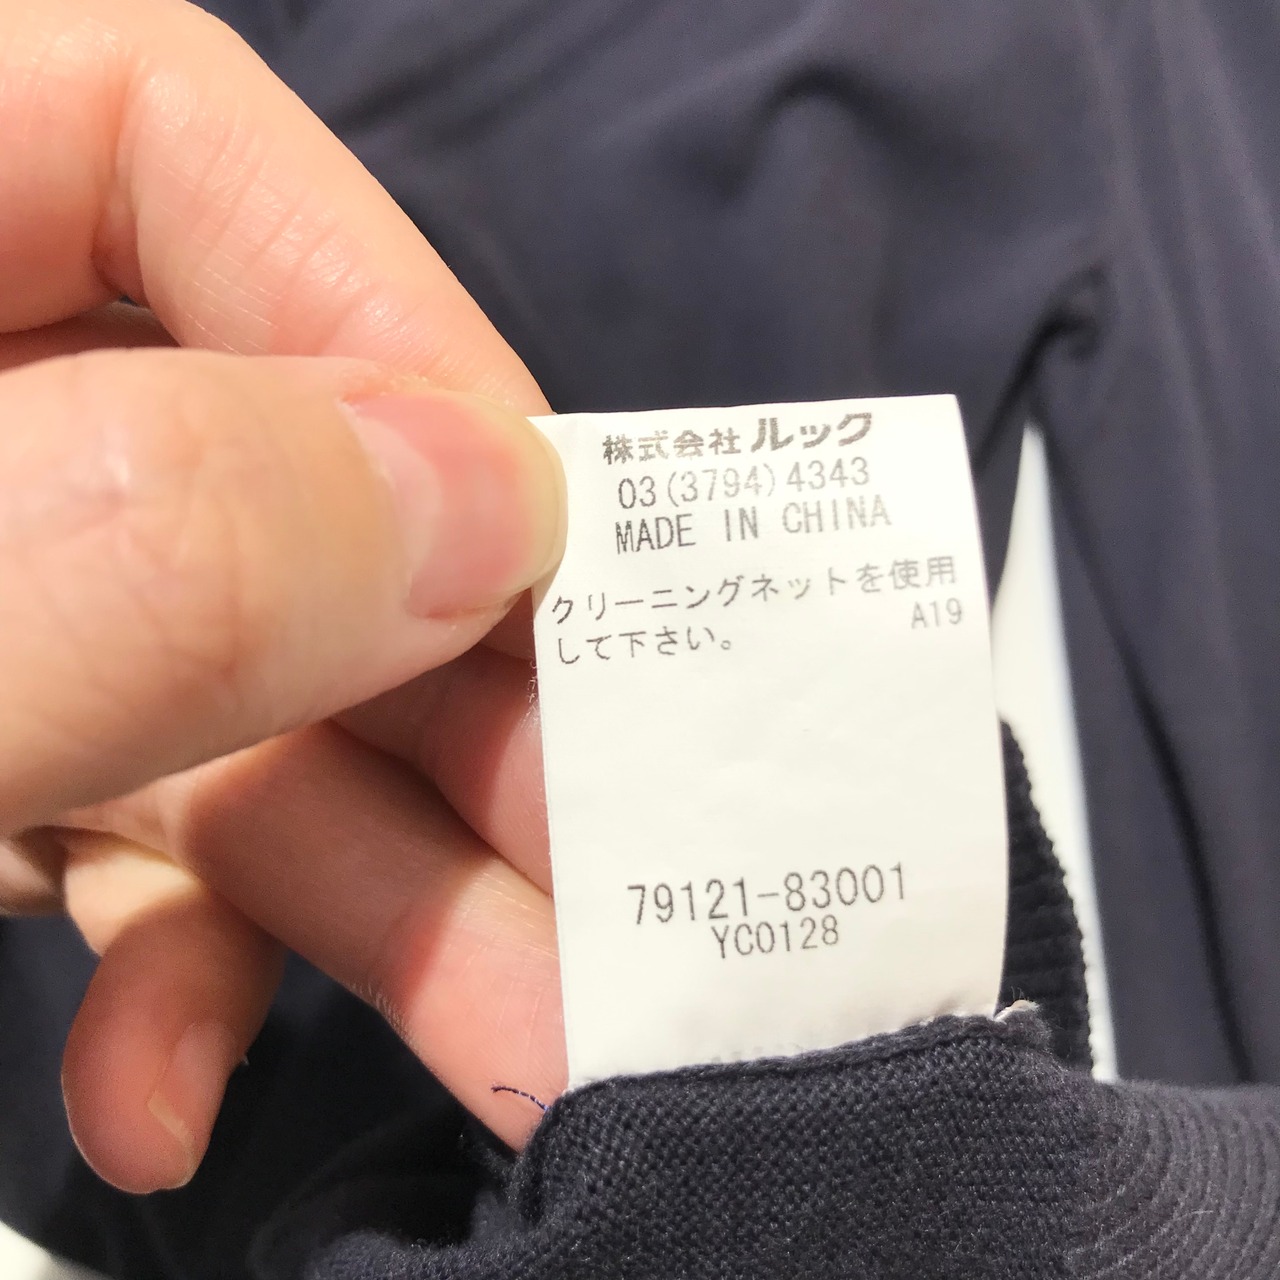 株式会社ルック
03(3794)4343
MADE IN CHINA
クリーニングネットを使用
して下さい。 A19
79121-83001
YC0128